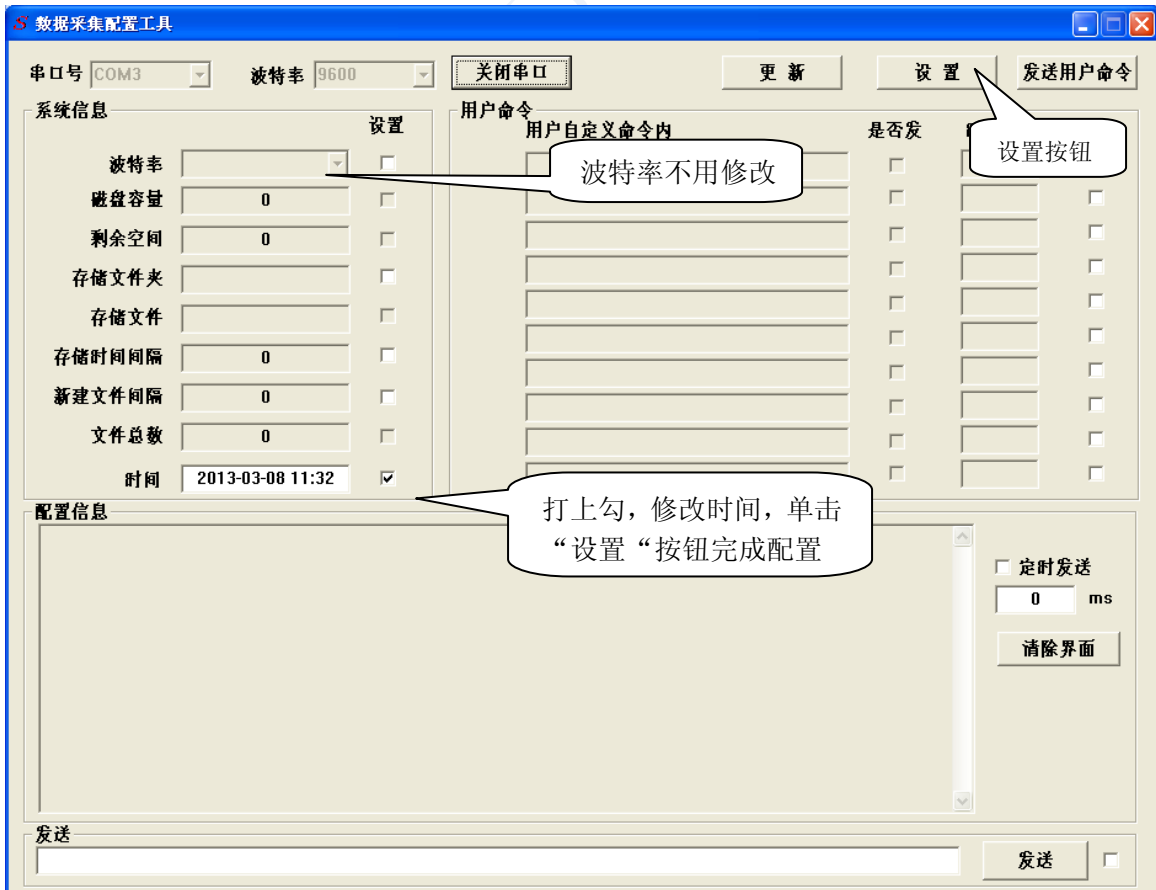 S 数据采集配置工具
串口号 COM3 波特率 9600 关闭串口 更 新 设 置 发送用户命令
系统信息
设置
用户命令
用户自定义命令内
是否发
设置按钮
波特率
波特率不用修改
磁盘容量 0
剩余空间 0
存储文件夹
存储文件
存储时间间隔 0
新建文件间隔 0
文件总数 0
时间 2013-03-08 11:32
打上勾，修改时间，单击
“设置“按钮完成配置
配置信息
定时发送
0 ms
清除界面
发送
发送